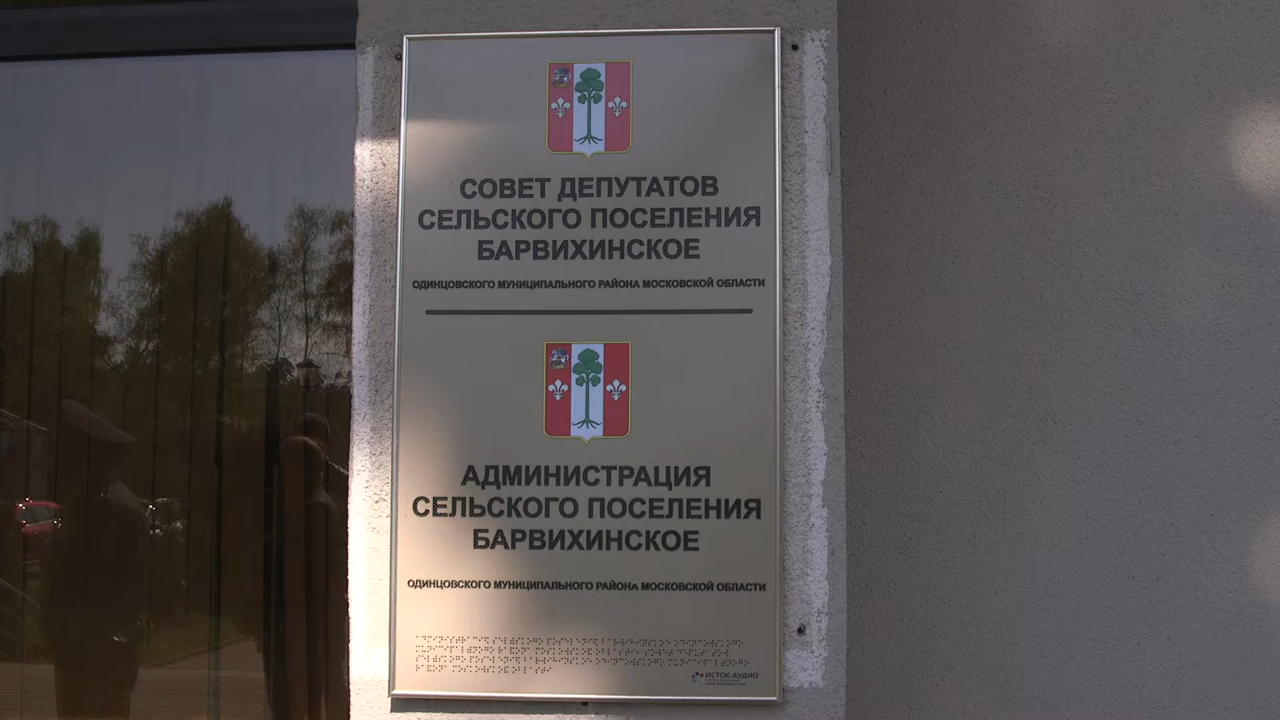 СОВЕТ ДЕПУТАТОВ
СЕЛЬСКОГО ПОСЕЛЕНИЯ
БАРВИХИНСКОЕ
ОДИНЦОВСКОГО МУНИЦИПАЛЬНОГО РАЙОНА МОСКОВСКОЙ ОБЛАСТИ
АДМИНИСТРАЦИЯ
СЕЛЬСКОГО ПОСЕЛЕНИЯ
БАРВИХИНСКОЕ
ОДИНЦОВСКОГО МУНИЦИПАЛЬНОГО РАЙОНА МОСКОВСКОЙ ОБЛАСТИ
ИСТОК-АУДИО